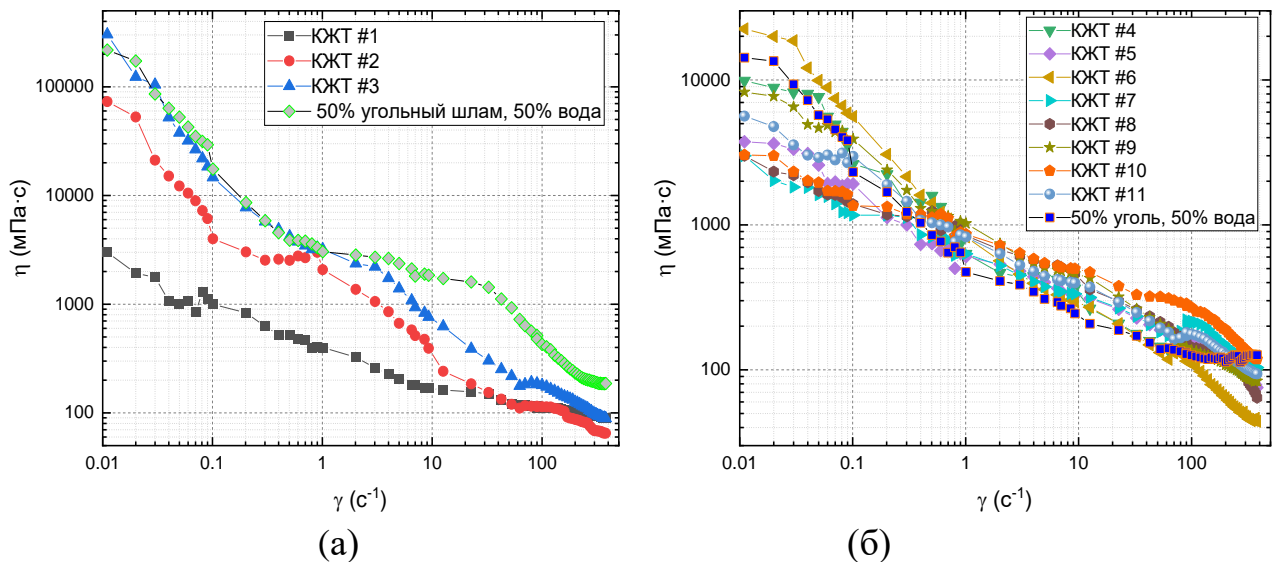 η (мПа·с)
100000
10000
1000
100
КЖТ #1
КЖТ #2
КЖТ #3
50% угольный шлам, 50% вода
0.01 0.1 1 10 100
γ (с⁻¹)
(а)
η (мПа·с)
10000
1000
100
КЖТ #4
КЖТ #5
КЖТ #6
КЖТ #7
КЖТ #8
КЖТ #9
КЖТ #10
КЖТ #11
50% уголь, 50% вода
0.01 0.1 1 10 100
γ (с⁻¹)
(б)